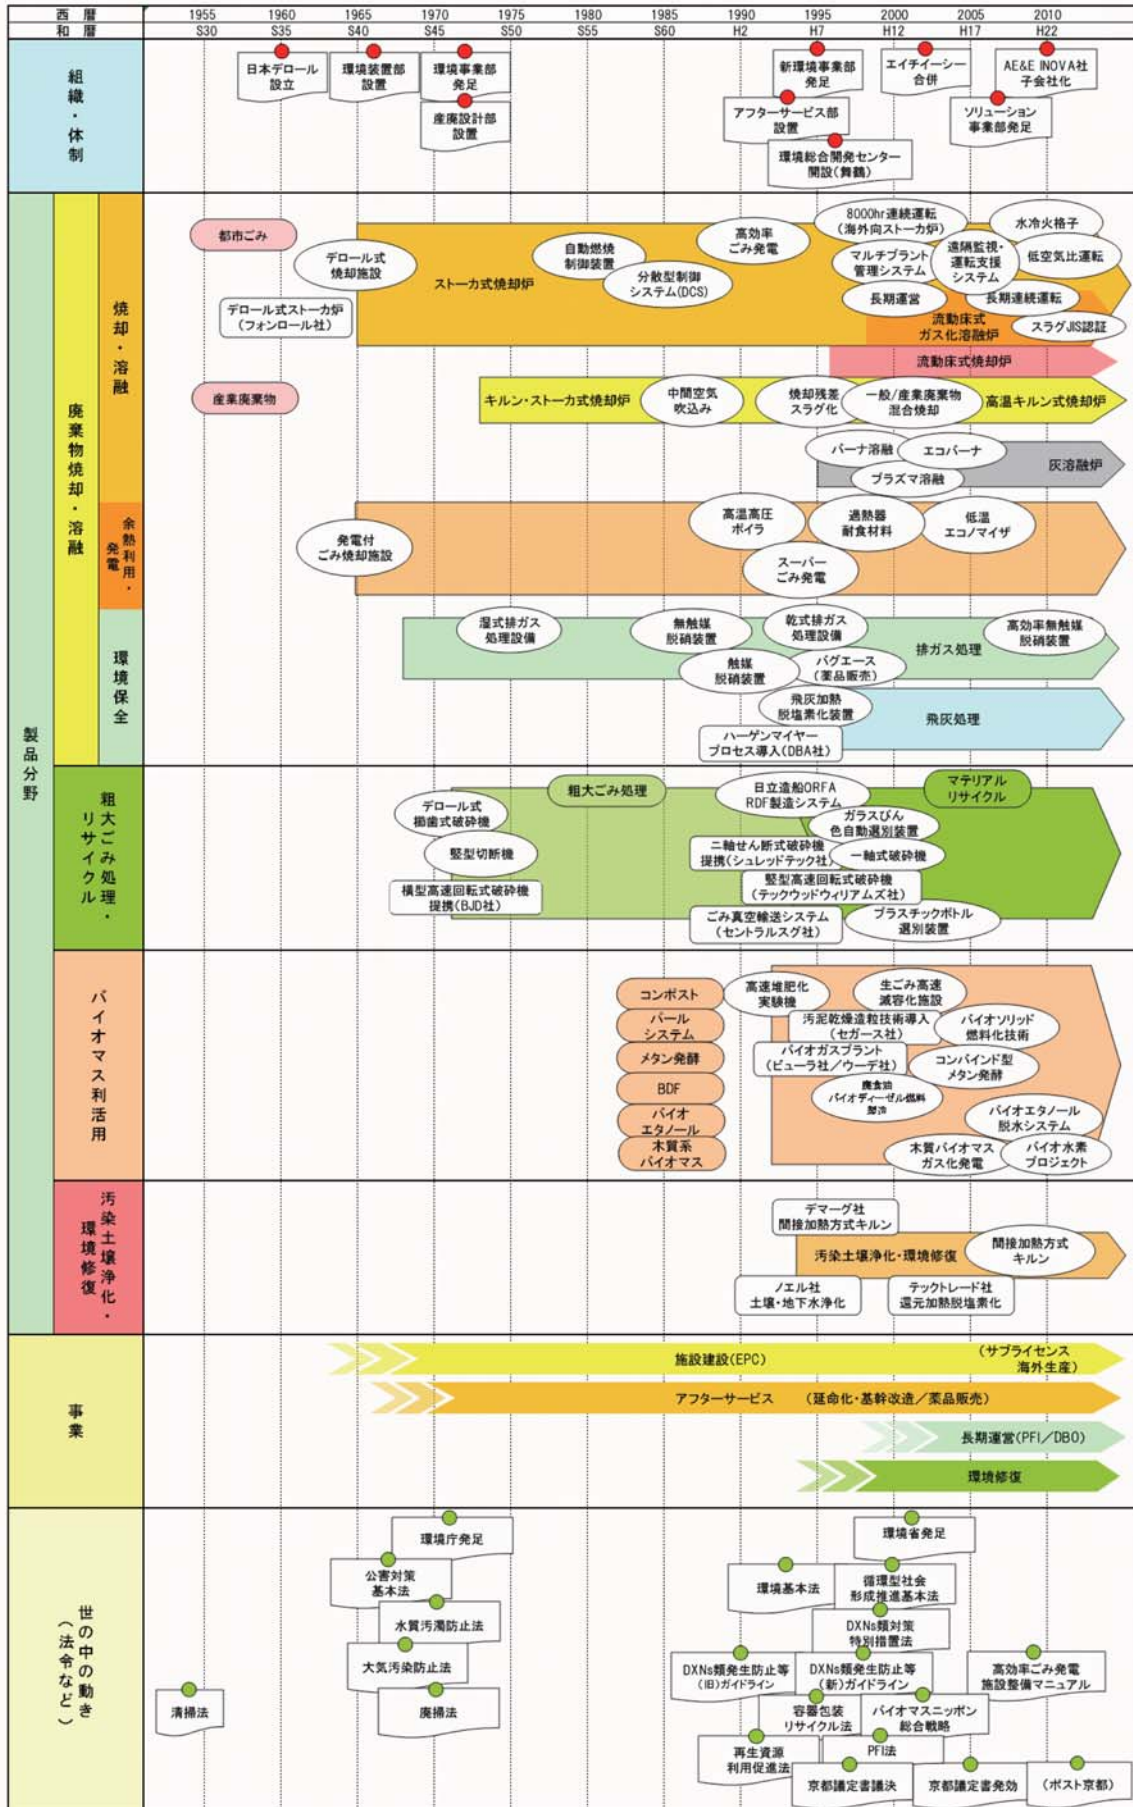 西 暦
1955
1960
1965
1970
1975
1980
1985
1990
1995
2000
2005
2010
和 暦
S30
S35
S40
S45
S50
S55
S60
H2
H7
H12
H17
H22
組織・体制
日本デロール
設立
環境装置部
設置
環境事業部
発足
産廃設計部
設置
新環境事業部
発足
エイチイーシー
合併
AE&E INOVA社
子会社化
アフターサービス部
設置
ソリューション
事業部発足
環境総合開発センター
開設(舞鶴)
製品分野
廃棄物焼却・溶融
焼却・溶融
都市ごみ
デロール式
焼却施設
デロール式ストーカ炉
(フォンロール社)
ストーカ式焼却炉
自動燃焼
制御装置
分散型制御
システム(DCS)
高効率
ごみ発電
8000hr連続運転
(海外向ストーカ炉)
マルチプラント
管理システム
遠隔監視・
運転支援
システム
水冷火格子
低空気比運転
長期運営
長期連続運転
流動床式
ガス化溶融炉
スラグJIS認証
流動床式焼却炉
産業廃棄物
キルン・ストーカ式焼却炉
中間空気
吹込み
焼却残差
スラグ化
一般/産業廃棄物
混合焼却
高温キルン式焼却炉
バーナ溶融
エコバーナ
プラズマ溶融
灰溶融炉
余熱利用・
発電
発電付
ごみ焼却施設
高温高圧
ボイラ
過熱器
耐食材料
低温
エコノマイザ
スーパー
ごみ発電
環境保全
湿式排ガス
処理設備
無触媒
脱硝装置
乾式排ガス
処理設備
高効率無触媒
脱硝装置
排ガス処理
触媒
脱硝装置
バグエース
(薬品販売)
飛灰加熱
脱塩素化装置
飛灰処理
ハーゲンマイヤー
プロセス導入(DBA社)
粗大ごみ処理・
リサイクル
粗大ごみ処理
デロール式
櫛歯式破砕機
竪型切断機
横型高速回転式破砕機
提携(BJD社)
日立造船ORFA
RDF製造システム
マテリアル
リサイクル
ガラスびん
色自動選別装置
二軸せん断式破砕機
提携(シュレッドテック社)
一軸式破砕機
竪型高速回転式破砕機
(テックウッドウィリアムズ社)
ごみ真空輸送システム
(セントラルスグ社)
プラスチックボトル
選別装置
バイオマス利活用
コンポスト
バール
システム
メタン発酵
BDF
バイオ
エタノール
木質系
バイオマス
高速堆肥化
実験機
生ごみ高速
減容化施設
汚泥乾燥造粒技術導入
(セガース社)
バイオソリッド
燃料化技術
バイオガスプラント
(ビューラ社/ウーデ社)
コンバインド型
メタン発酵
廃食油
バイオディーゼル燃料
製造
バイオエタノール
脱水システム
木質バイオマス
ガス化発電
バイオ水素
プロジェクト
汚染土壌浄化・
環境修復
デマーグ社
間接加熱方式キルン
汚染土壌浄化・環境修復
間接加熱方式
キルン
ノエル社
土壌・地下水浄化
テックトレード社
還元加熱脱塩素化
事業
施設建設(EPC)
(サブライセンス
海外生産)
アフターサービス (延命化・基幹改造/薬品販売)
長期運営(PFI/DBO)
環境修復
世の中の動き
(法令など)
環境庁発足
環境省発足
公害対策
基本法
環境基本法
循環型社会
形成推進基本法
水質汚濁防止法
DXNs類対策
特別措置法
大気汚染防止法
DXNs類発生防止等
(旧)ガイドライン
DXNs類発生防止等
(新)ガイドライン
高効率ごみ発電
施設整備マニュアル
清掃法
廃掃法
容器包装
リサイクル法
バイオマスニッポン
総合戦略
再生資源
利用促進法
PFI法
京都議定書議決
京都議定書発効
(ポスト京都)